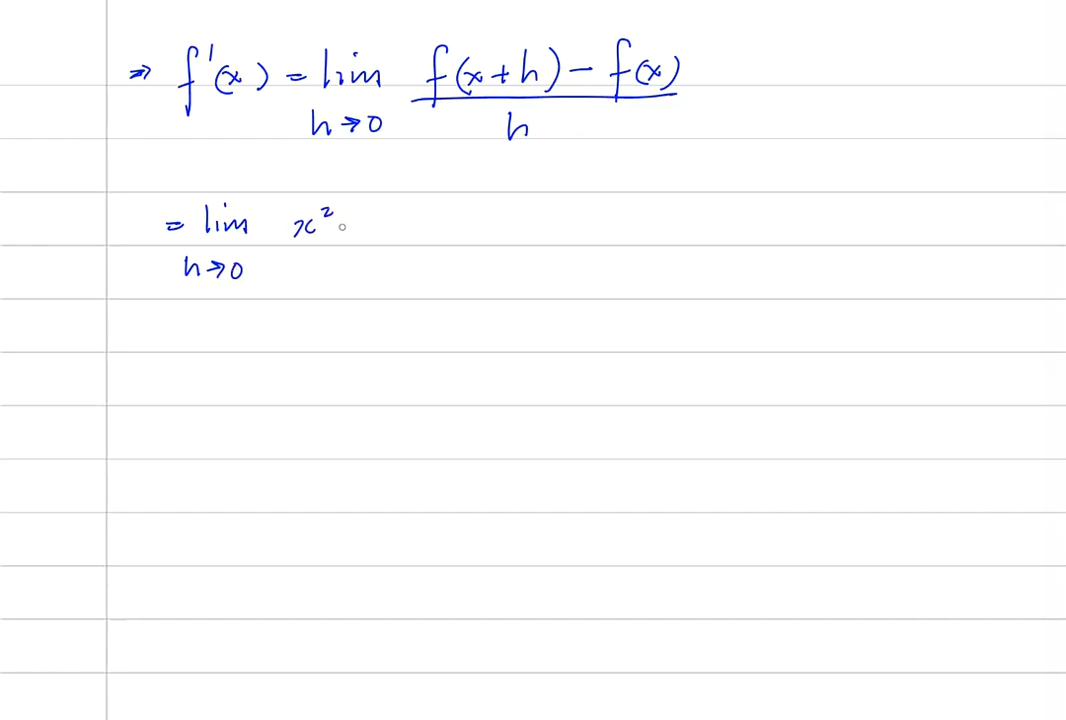 ⇒ f'(x) = lim f(x+h) - f(x)
h→0 h
= lim x²
h→0